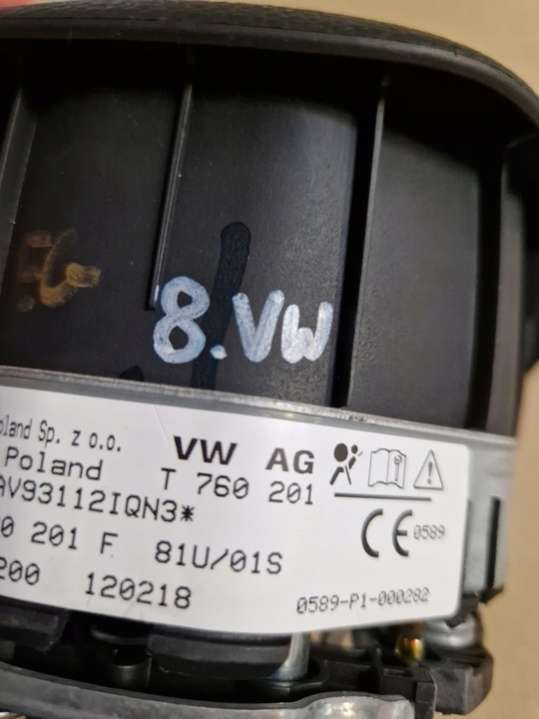 8.VW
oland Sp. z o.o.
VW AG
Poland
T 760 201
AV93112IQN3*
0 201 F 81U/01S
CE 0589
200 120218
0589-P1-000282